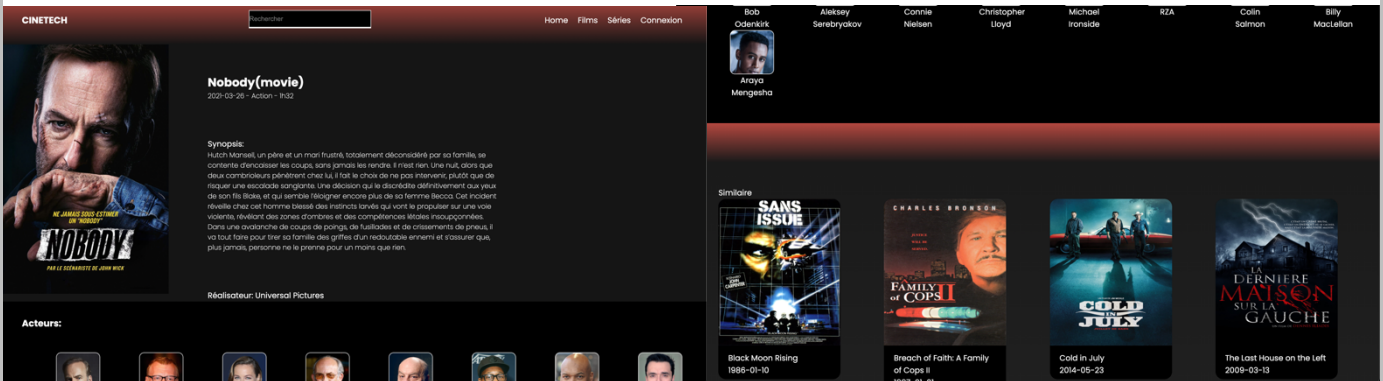 CINETECH
Rechercher
Home Films Séries Connexion
Nobody(movie)
2021-03-26 - Action - 1h32
NE JAMAIS SOUS-ESTIMER
UN "NOBODY"
NOBODY
PAR LE SCÉNARISTE DE JOHN WICK
Synopsis:
Hutch Mansell, un père et un mari frustré, totalement déconsidéré par sa famille, se
contente d'encaisser les coups, sans jamais les rendre. Il n'est rien. Une nuit, alors que
deux cambrioleurs pénètrent chez lui, il fait le choix de ne pas intervenir, plutôt que de
risquer une escalade sanglante. Une décision qui le discrédite définitivement aux yeux
de son fils Blake, et qui semble l'éloigner encore plus de sa femme Becca. Cet incident
réveille chez cet homme blessé des instincts larvés qui vont le propulser sur une voie
violente, révélant des zones d'ombres et des compétences létales insoupçonnées.
Dans une avalanche de coups de poings, de fusillades et de crissements de pneus, il
va tout faire pour tirer sa famille des griffes d'un redoutable ennemi et s'assurer que,
plus jamais, personne ne le prenne pour un moins que rien.
Réalisateur: Universal Pictures
Acteurs:
Bob
Odenkirk
Aleksey
Serebryakov
Connie
Nielsen
Christopher
Lloyd
Michael
Ironside
RZA
Colin
Salmon
Billy
MacLellan
Araya
Mengesha
Similaire
SANS
ISSUE
JOHN
CARPENTER
Black Moon Rising
1986-01-10
CHARLES BRONSON
A
FAMILY
of COPS II
Breach of Faith: A Family
of Cops II
COLD
IN
JULY
Cold in July
2014-05-23
LA
DERNIERE
MAISON
SUR LA
GAUCHE
The Last House on the Left
2009-03-13